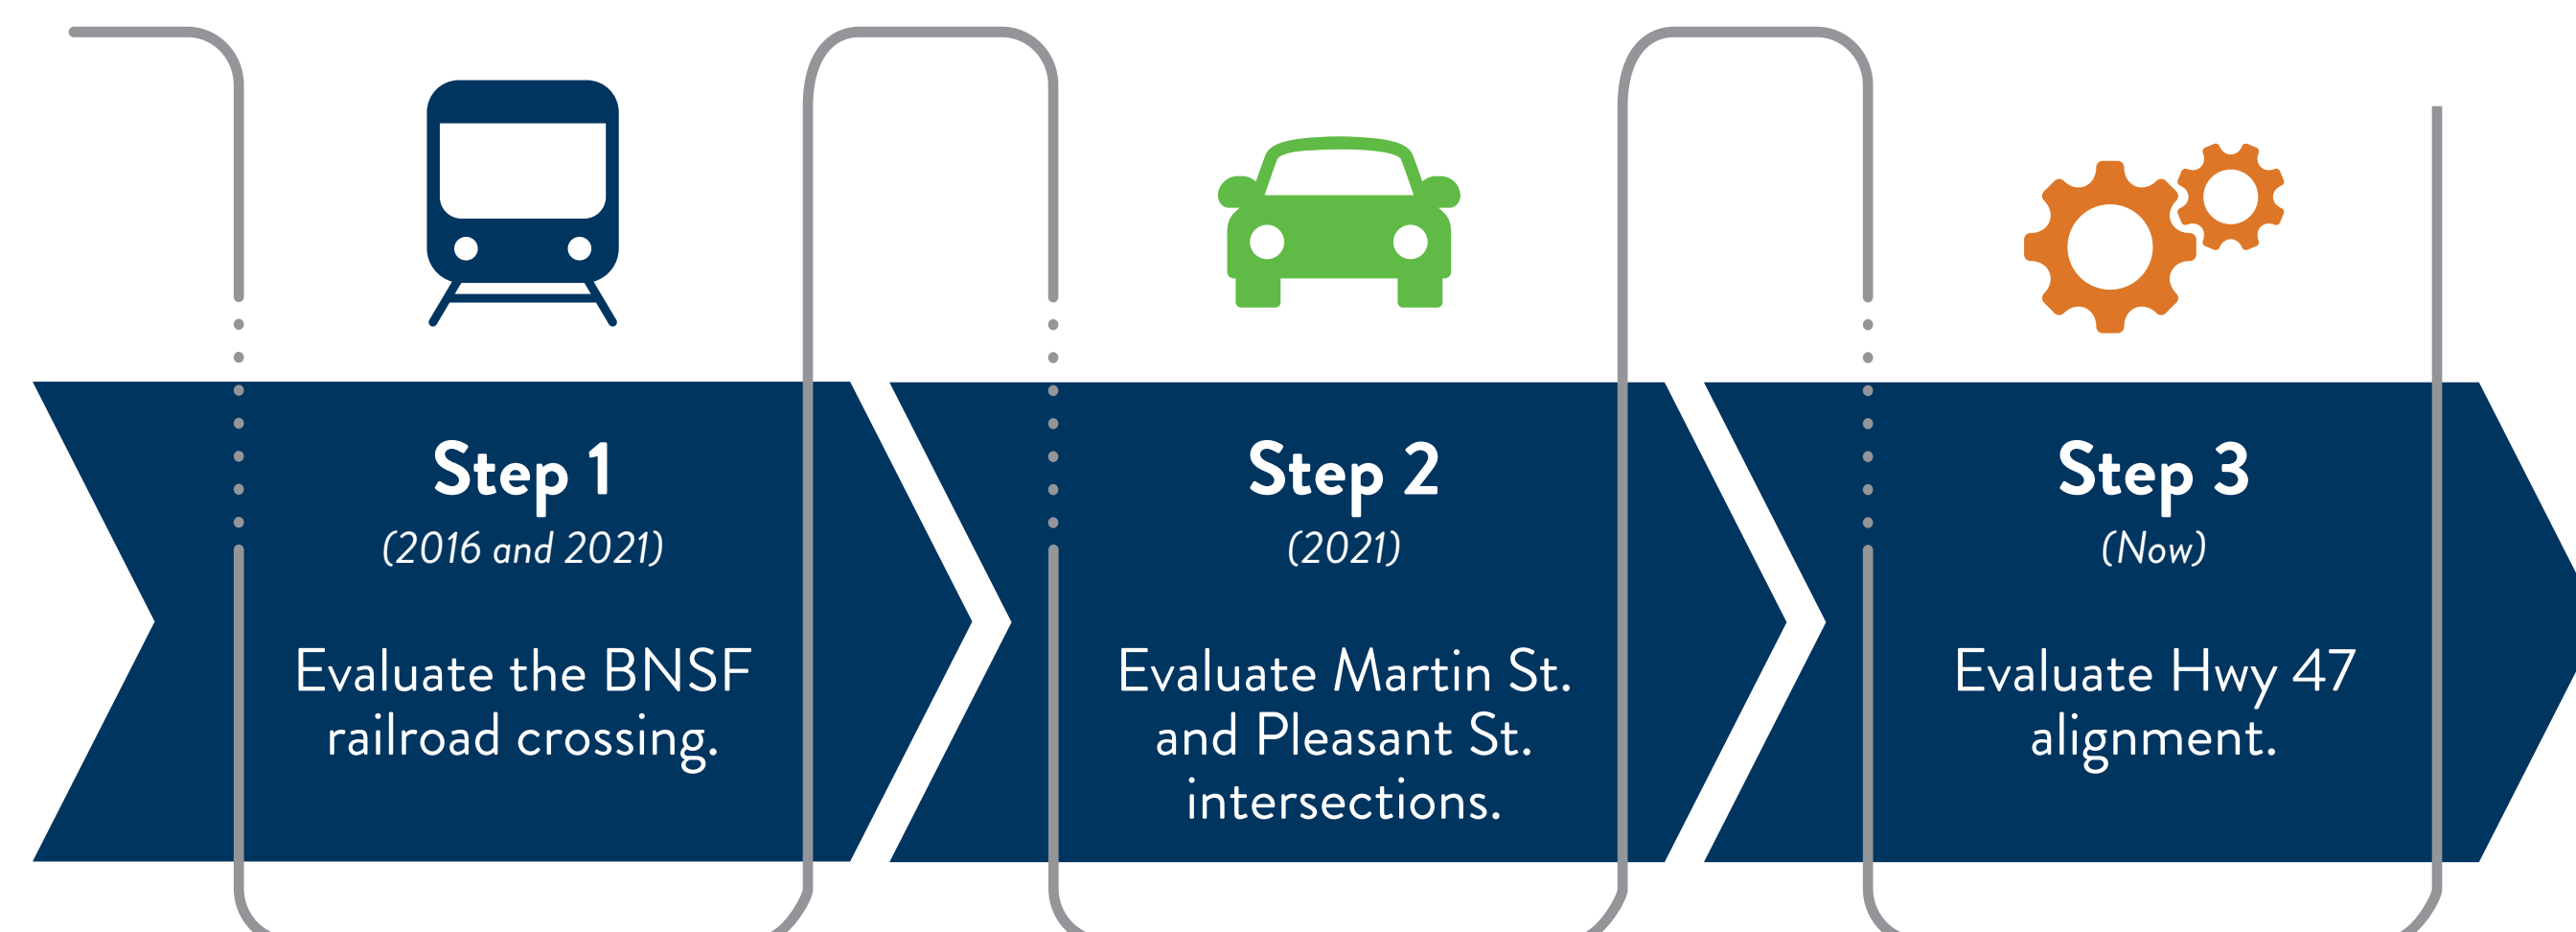 Step 1
(2016 and 2021)
Evaluate the BNSF
railroad crossing.
Step 2
(2021)
Evaluate Martin St.
and Pleasant St.
intersections.
Step 3
(Now)
Evaluate Hwy 47
alignment.